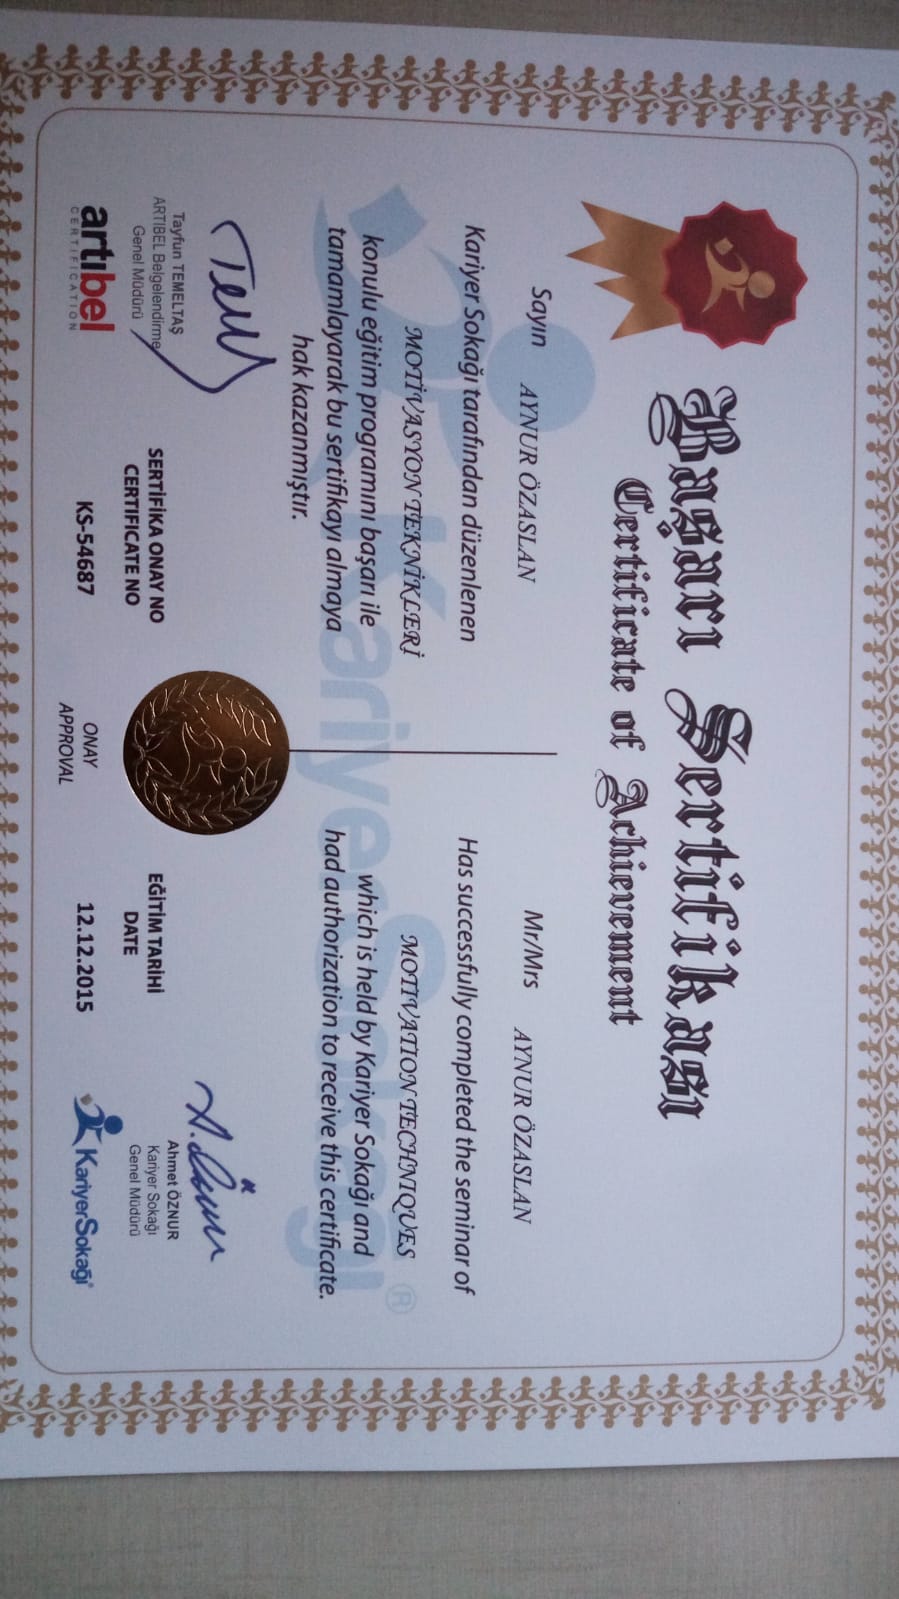 Başarı Sertifikası
Certificate of Achievement
Sayın AYNUR ÖZASLAN
Kariyer Sokağı tarafından düzenlenen
MOTİVASYON TEKNİKLERİ
konulu eğitim programını başarı ile
tamamlayarak bu sertifikayı almaya
hak kazanmıştır.
Mr/Mrs AYNUR ÖZASLAN
Has successfully completed the seminar of
MOTIVATION TECHNIQUES
which is held by Kariyer Sokağı and
had authorization to receive this certificate.
KariyerSokağı®
Tayfun TEMELTAŞ
ARTIBEL Belgelendirme
Genel Müdürü
artıbel
CERTIFICATION
SERTİFİKA ONAY NO
CERTIFICATE NO
KS-54687
ONAY
APPROVAL
EĞİTİM TARİHİ
DATE
12.12.2015
Ahmet ÖZNUR
Kariyer Sokağı
Genel Müdürü
KariyerSokağı